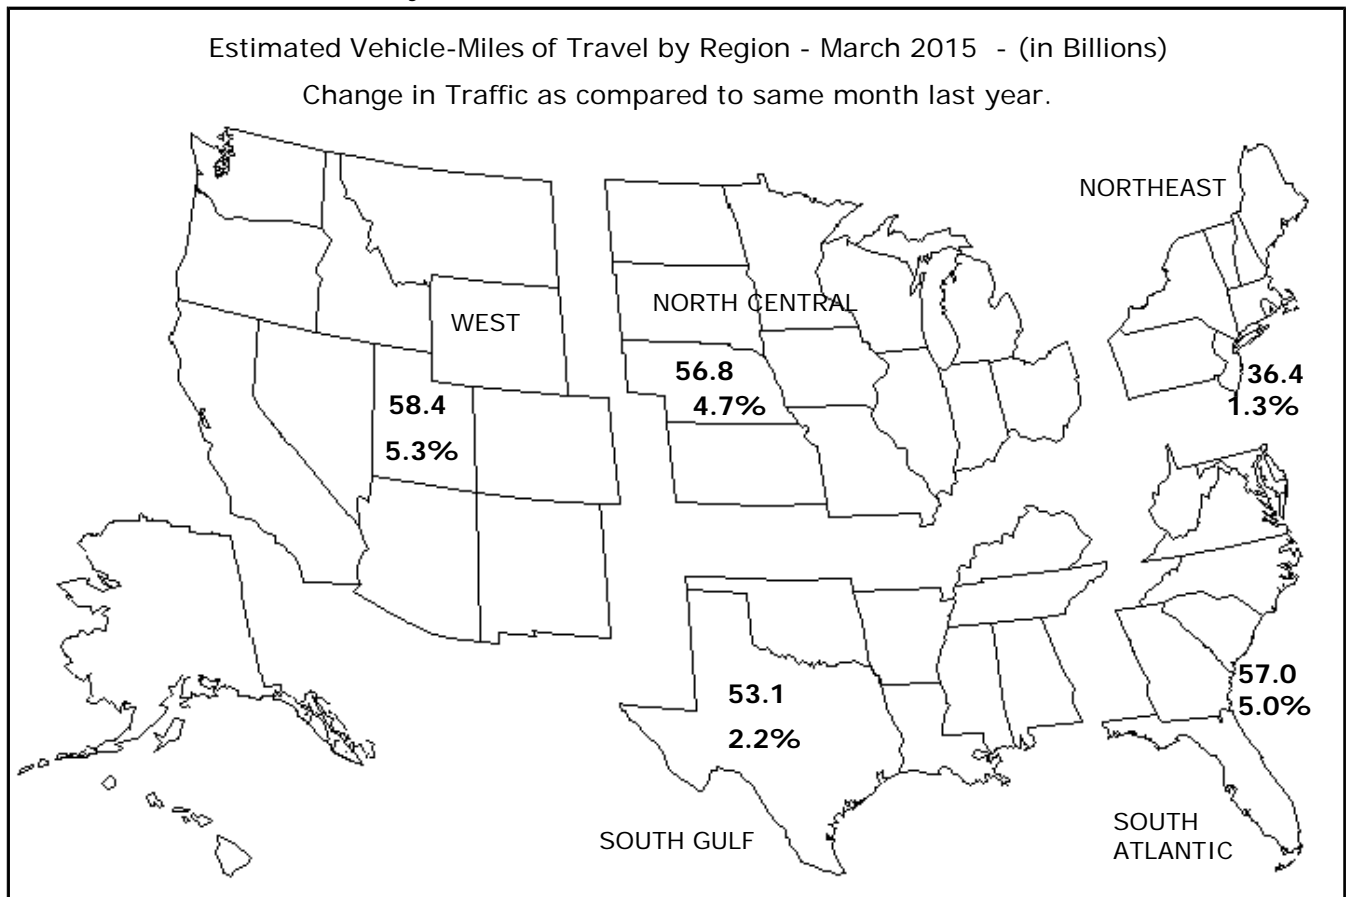 Estimated Vehicle-Miles of Travel by Region - March 2015 - (in Billions)
Change in Traffic as compared to same month last year.
NORTHEAST
36.4
1.3%
WEST
58.4
5.3%
NORTH CENTRAL
56.8
4.7%
53.1
2.2%
SOUTH GULF
57.0
5.0%
SOUTH
ATLANTIC